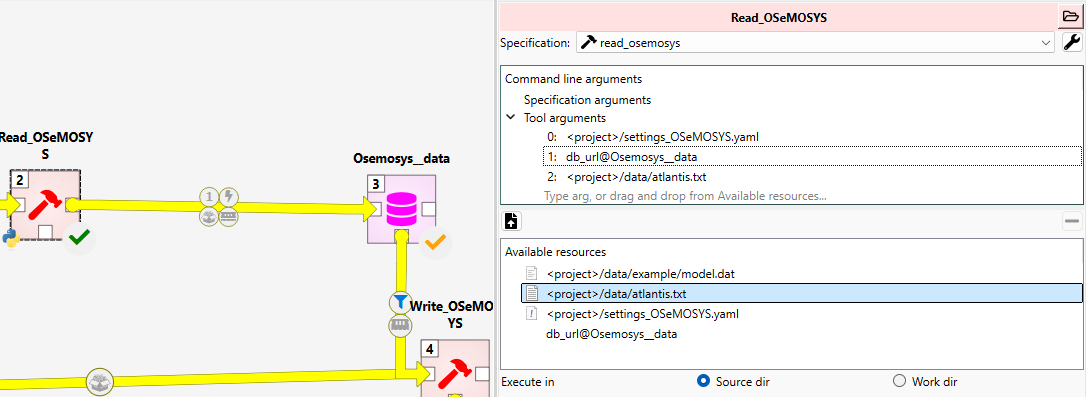 Read_OSeMOSY
S
2
1
Osemosys__data
3
Write_OSeMO
YS
4
Read_OSeMOSYS
Specification:
read_osemosys
Command line arguments
Specification arguments
Tool arguments
0: <project>/settings_OSeMOSYS.yaml
1: db_url@Osemosys__data
2: <project>/data/atlantis.txt
Type arg, or drag and drop from Available resources...
Available resources
<project>/data/example/model.dat
<project>/data/atlantis.txt
<project>/settings_OSeMOSYS.yaml
db_url@Osemosys__data
Execute in
Source dir
Work dir